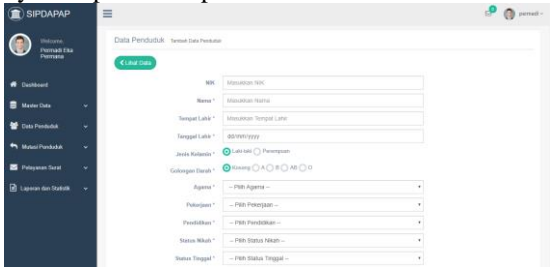 SIPDAPAP
permadi
Welcome,
Permadi Eka
Permana
Dashboard
Master Data
Data Penduduk
Mutasi Penduduk
Pelayanan Surat
Laporan dan Statistik
Data Penduduk Tambah Data Penduduk
Lihat Data
NIK Masukkan NIK
Nama * Masukkan Nama
Tempat Lahir * Masukkan Tempat Lahir
Tanggal Lahir * dd/mm/yyyy
Jenis Kelamin * Laki-laki Perempuan
Golongan Darah * Kosong A B AB O
Agama * -- Pilih Agama --
Pekerjaan * -- Pilih Pekerjaan --
Pendidikan * -- Pilih Pendidikan --
Status Nikah * -- Pilih Status Nikah --
Status Tinggal * -- Pilih Status Tinggal --